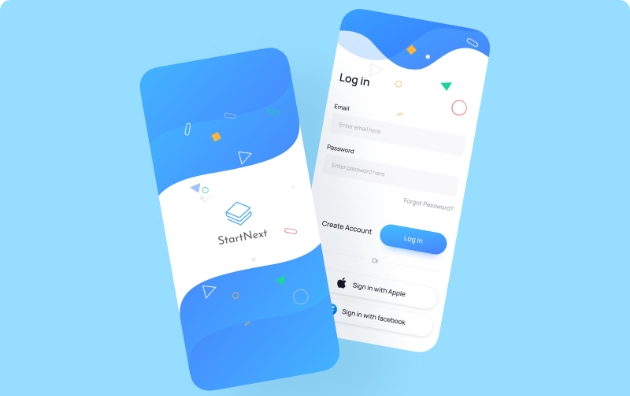 StartNext
Log in
Email
Enter email here
Password
Enter password here
Forgot Password?
Create Account
Log in
Or
Sign in with Apple
Sign in with facebook